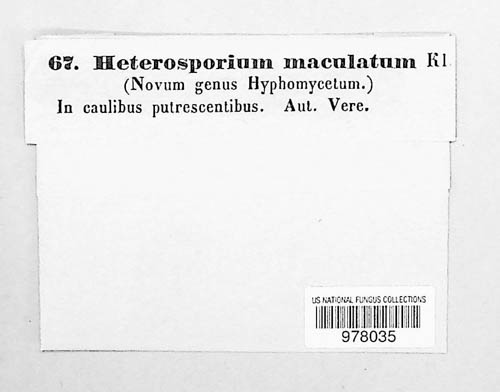 67. Heterosporium maculatum Kl.
(Novum genus Hyphomycetum.)
In caulibus putrescentibus. Aut. Vere.
US NATIONAL FUNGUS COLLECTIONS
978035